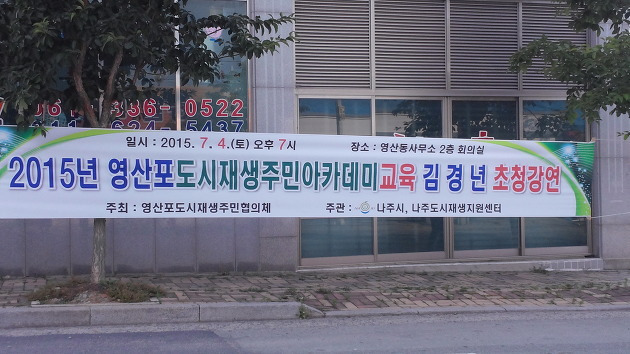 061-336-0522
624-5437
일시 : 2015. 7. 4.(토) 오후 7시 장소 : 영산동사무소 2층 회의실
2015년 영산포도시재생주민아카데미교육 김경년 초청강연
주최 : 영산포도시재생주민협의체 주관 : 나주시, 나주도시재생지원센터